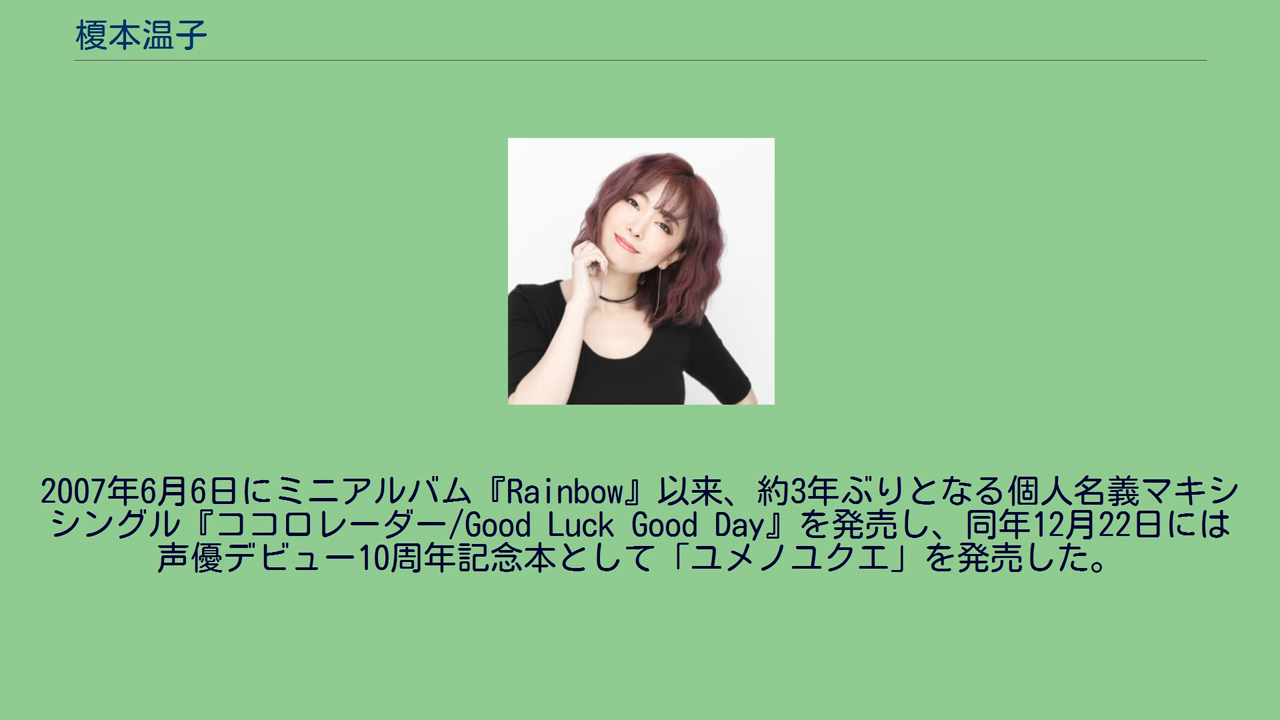 榎本温子
2007年6月6日にミニアルバム『Rainbow』以来、約3年ぶりとなる個人名義マキシ
シングル『ココロレーダー/Good Luck Good Day』を発売し、同年12月22日には
声優デビュー10周年記念本として「ユメノユクエ」を発売した。